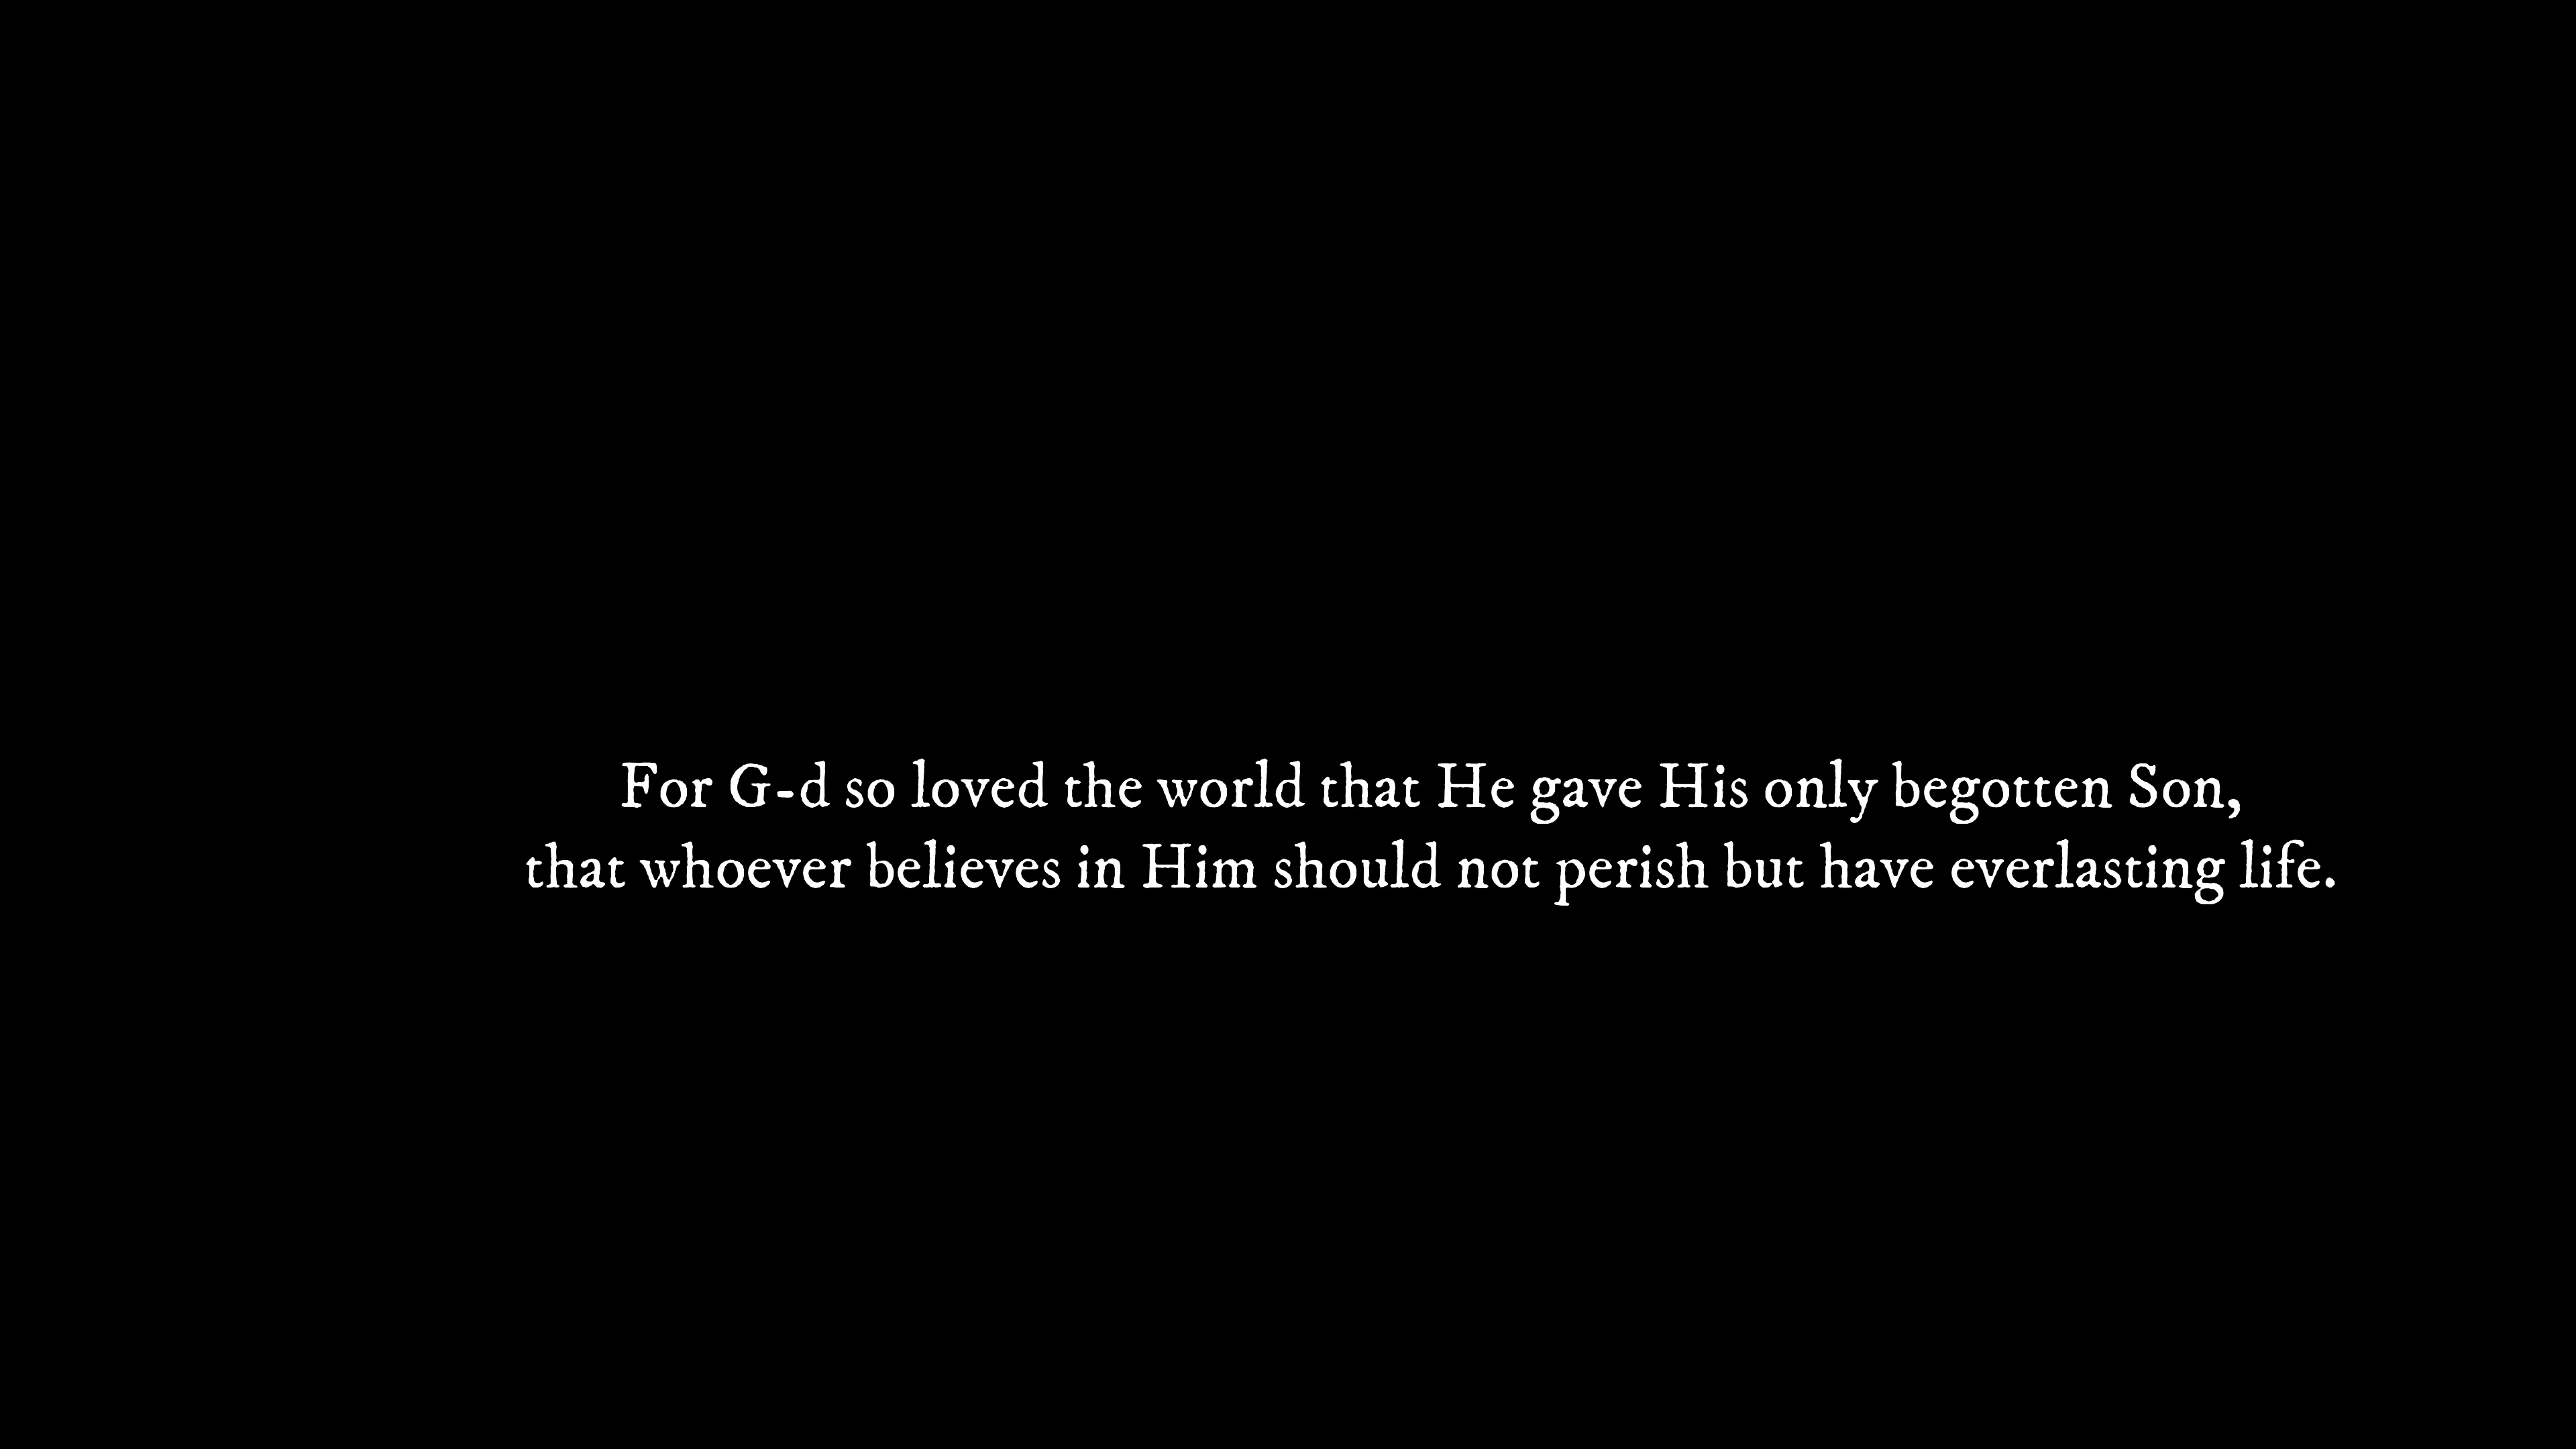 For G-d so loved the world that He gave His only begotten Son,
that whoever believes in Him should not perish but have everlasting life.